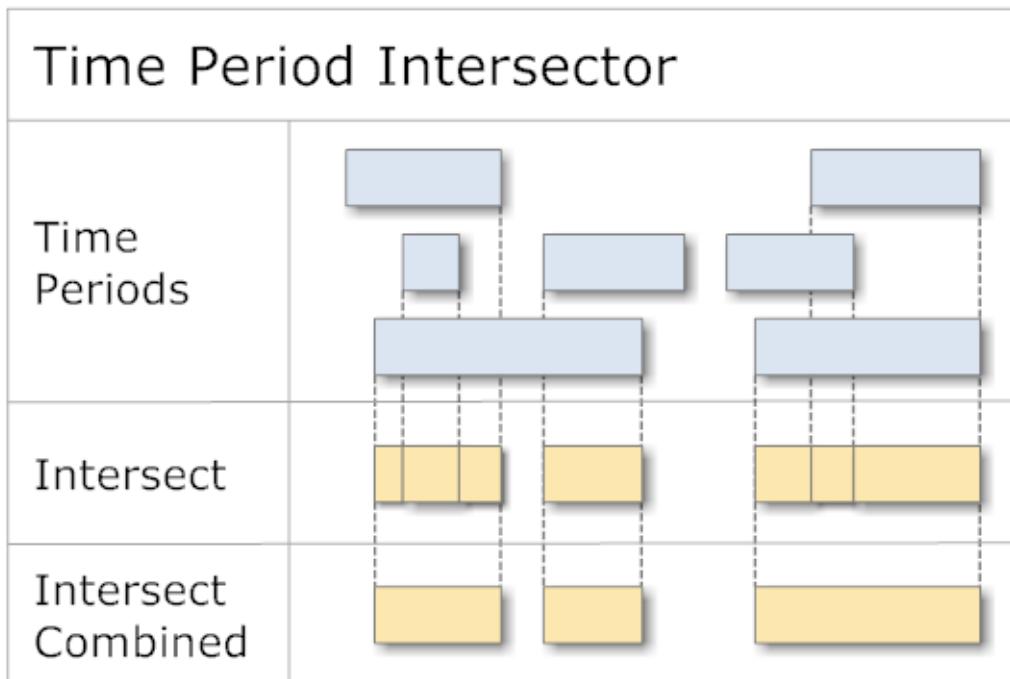 Time Period Intersector
Time
Periods
Intersect
Intersect
Combined